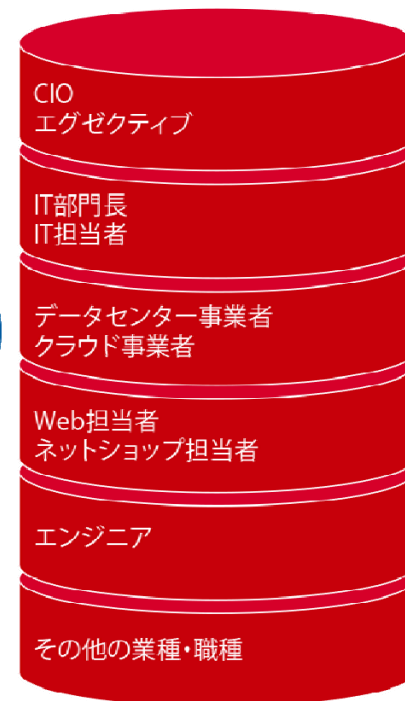 CIO
エグゼクティブ
IT部門長
IT担当者
データセンター事業者
クラウド事業者
Web担当者
ネットショップ担当者
エンジニア
その他の業種・職種